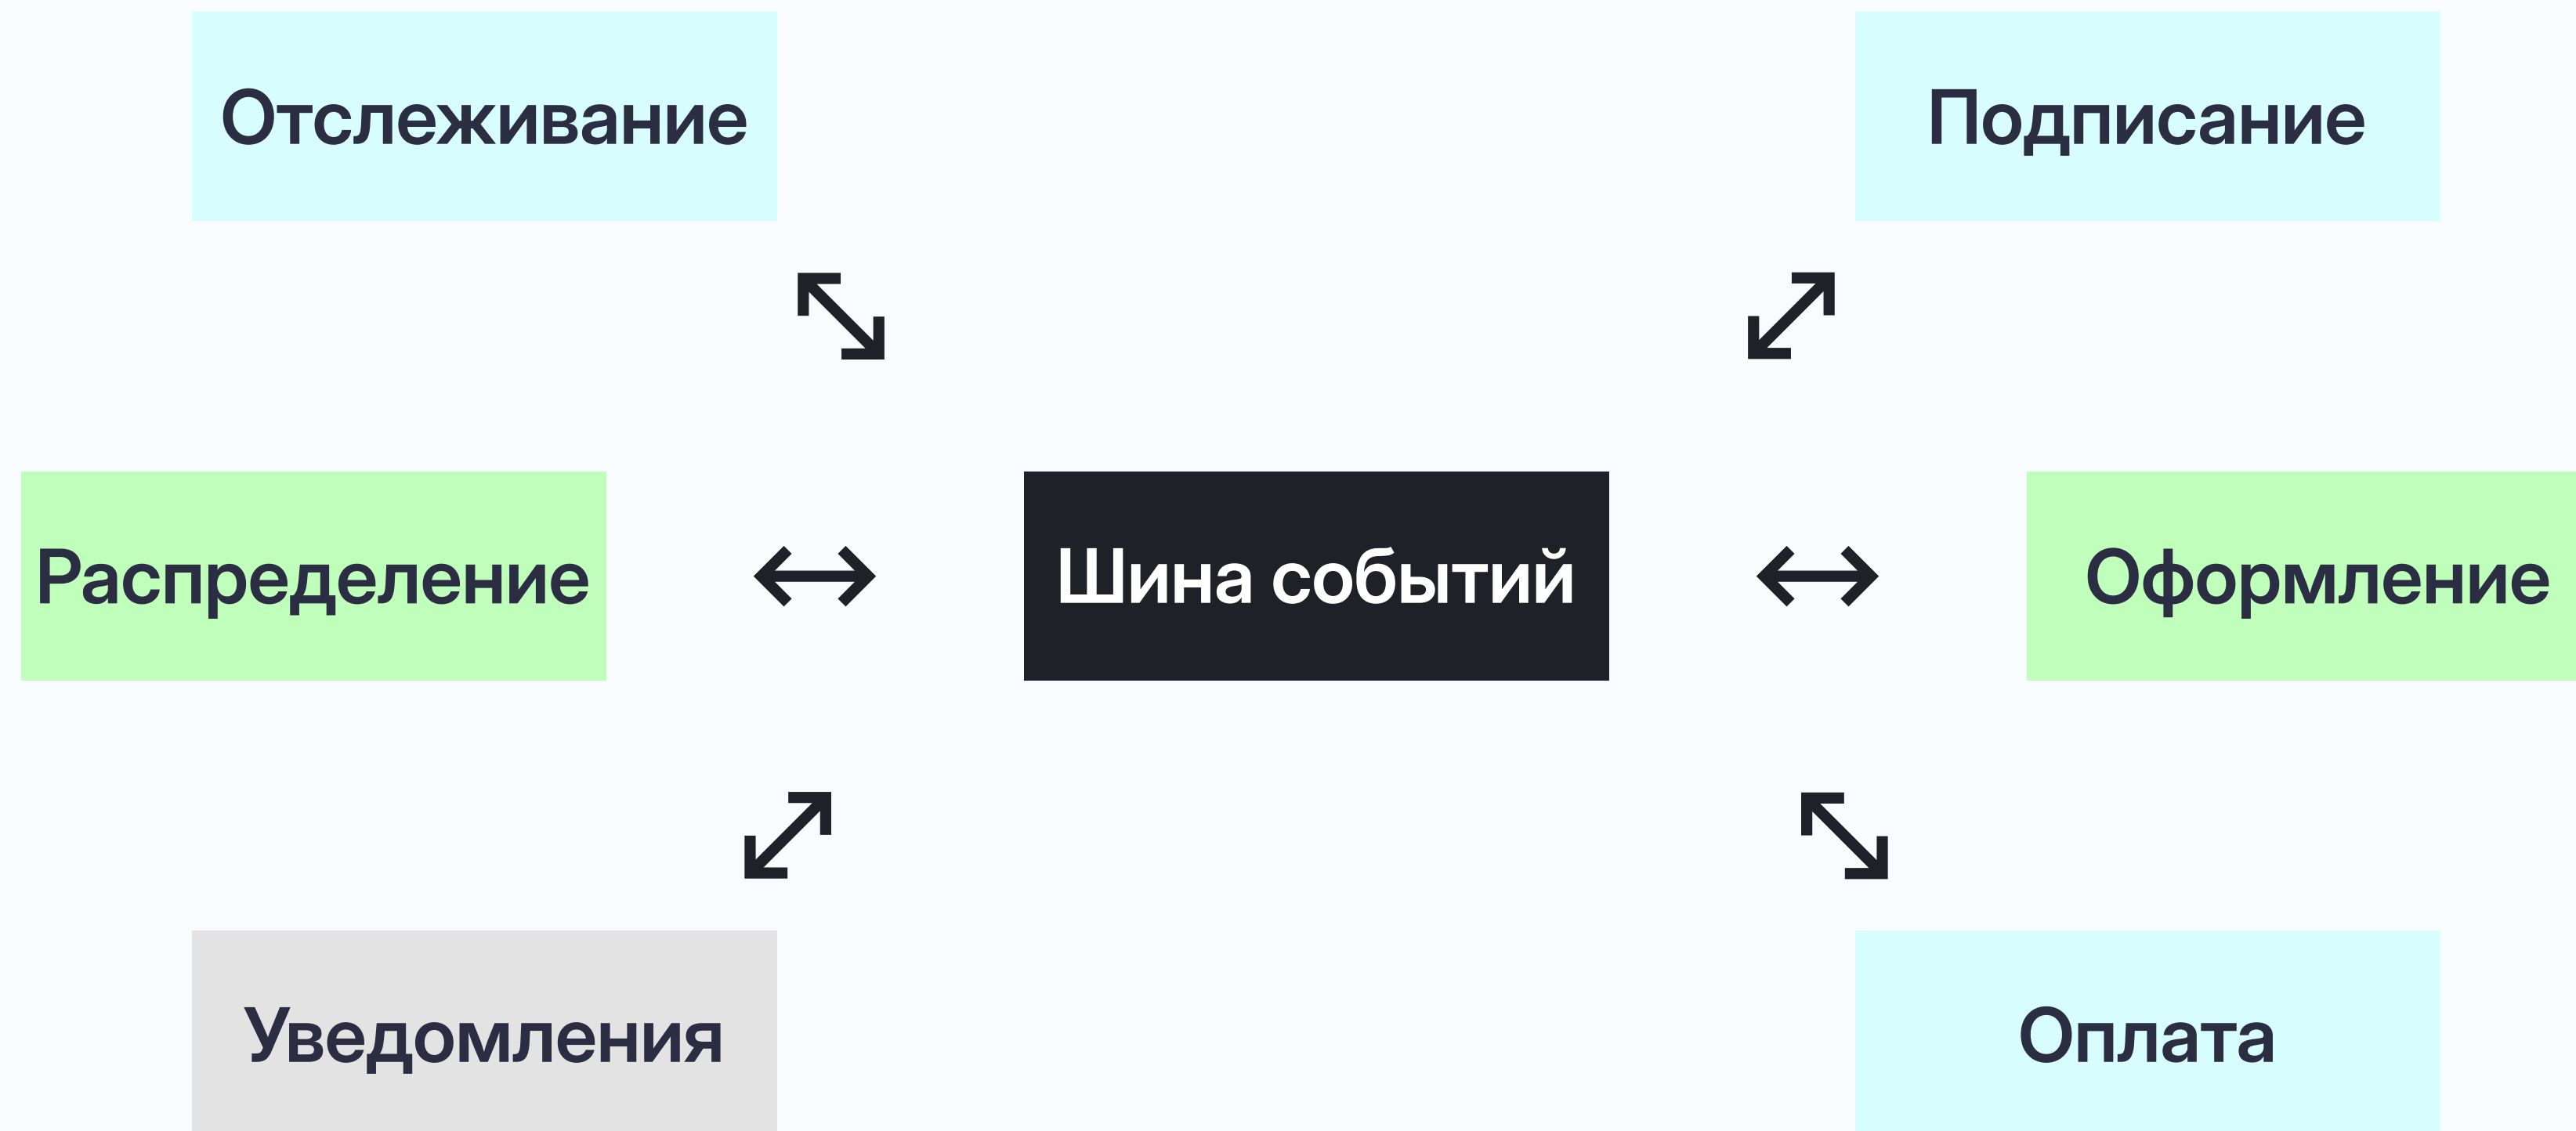 Отслеживание
Подписание
Распределение
Шина событий
Оформление
Уведомления
Оплата